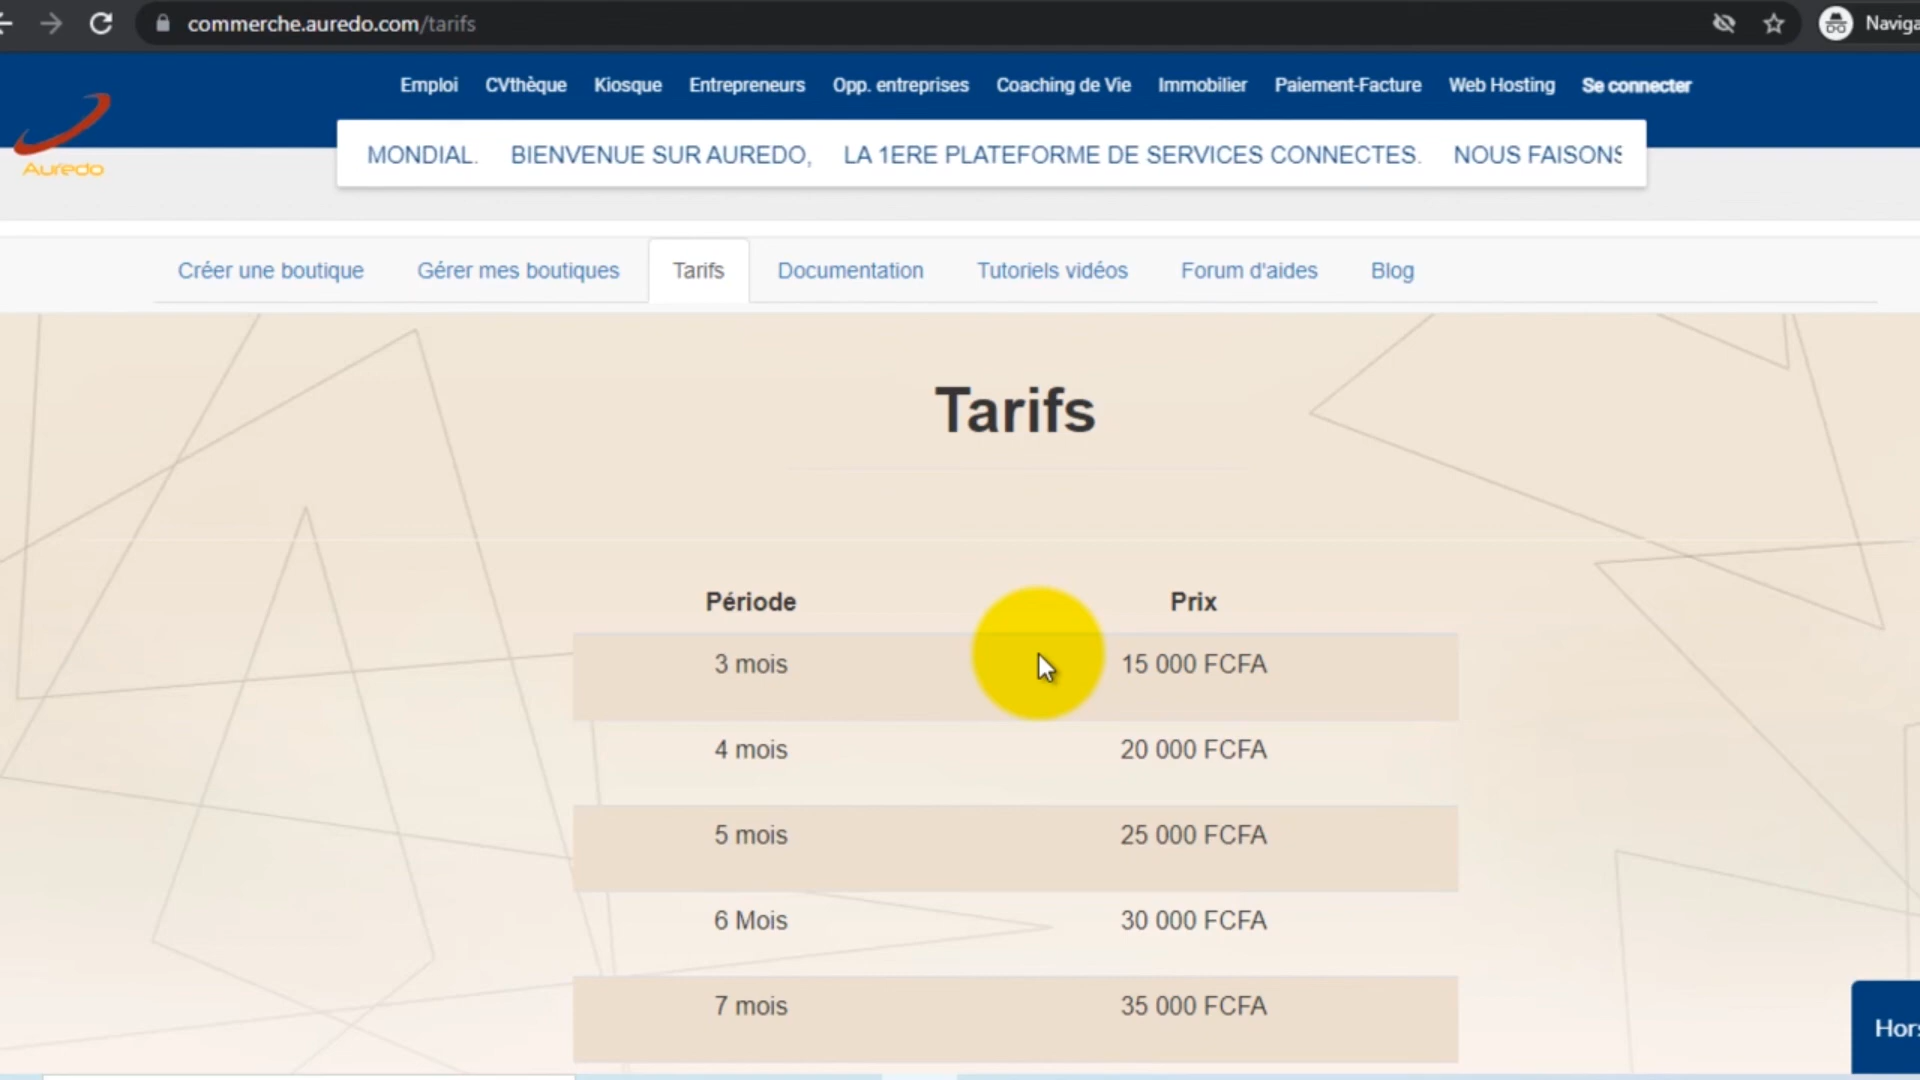 commerche.auredo.com/tarifs
Emploi CVthèque Kiosque Entrepreneurs Opp. entreprises Coaching de Vie Immobilier Paiement-Facture Web Hosting Se connecter
Auredo
MONDIAL. BIENVENUE SUR AUREDO, LA 1ERE PLATEFORME DE SERVICES CONNECTES. NOUS FAISONS
Créer une boutique Gérer mes boutiques Tarifs Documentation Tutoriels vidéos Forum d'aides Blog
Tarifs
Période Prix
3 mois 15 000 FCFA
4 mois 20 000 FCFA
5 mois 25 000 FCFA
6 Mois 30 000 FCFA
7 mois 35 000 FCFA